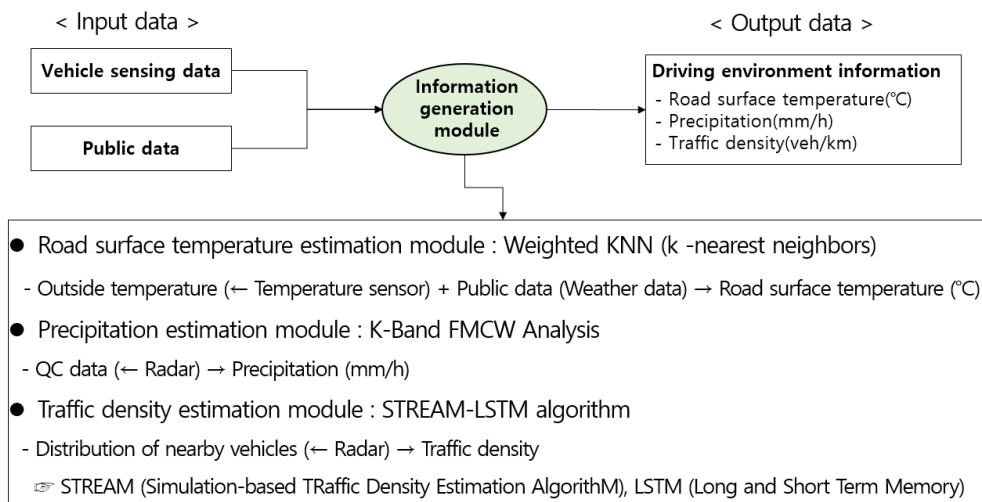 < Input data >
< Output data >
Vehicle sensing data
Public data
Information
generation
module
Driving environment information
- Road surface temperature(℃)
- Precipitation(mm/h)
- Traffic density(veh/km)
● Road surface temperature estimation module : Weighted KNN (k -nearest neighbors)
- Outside temperature (← Temperature sensor) + Public data (Weather data) → Road surface temperature (℃)
● Precipitation estimation module : K-Band FMCW Analysis
- QC data (← Radar) → Precipitation (mm/h)
● Traffic density estimation module : STREAM-LSTM algorithm
- Distribution of nearby vehicles (← Radar) → Traffic density
☞ STREAM (Simulation-based TRaffic Density Estimation AlgorithM), LSTM (Long and Short Term Memory)